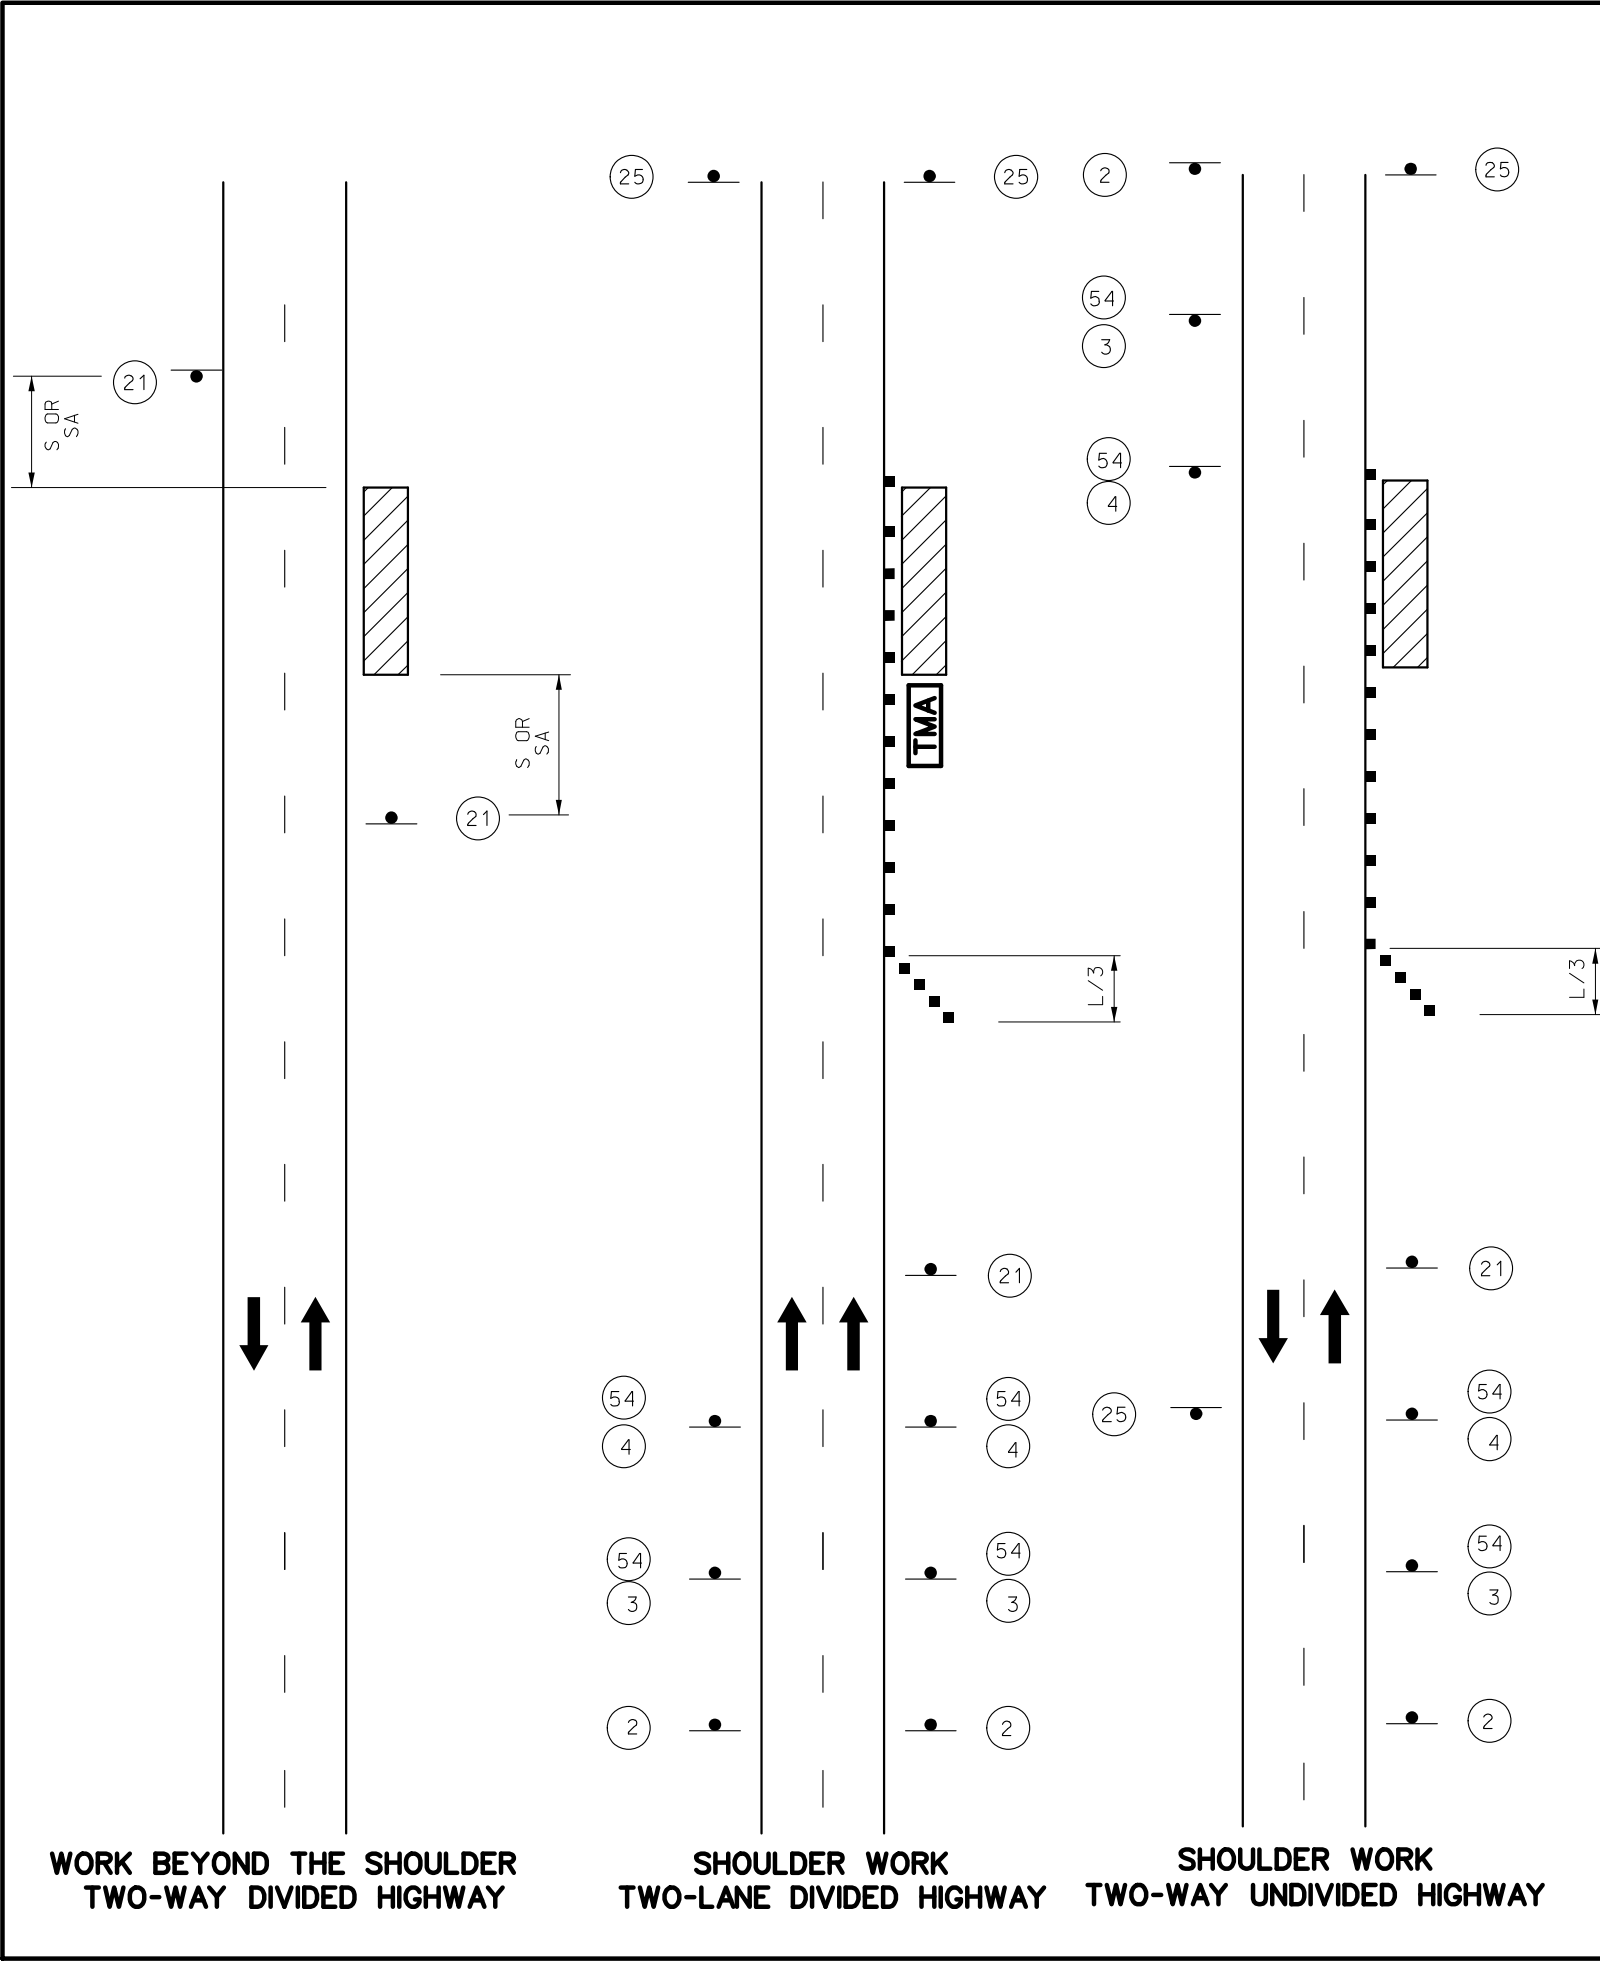 25
25
2
25
54
3
21
S OR
SA
54
4
S OR
SA
TMA
21
L/3
L/3
21
21
54
4
54
4
25
54
4
54
3
54
3
54
3
2
2
2
WORK BEYOND THE SHOULDER
TWO-WAY DIVIDED HIGHWAY
SHOULDER WORK
TWO-LANE DIVIDED HIGHWAY
SHOULDER WORK
TWO-WAY UNDIVIDED HIGHWAY